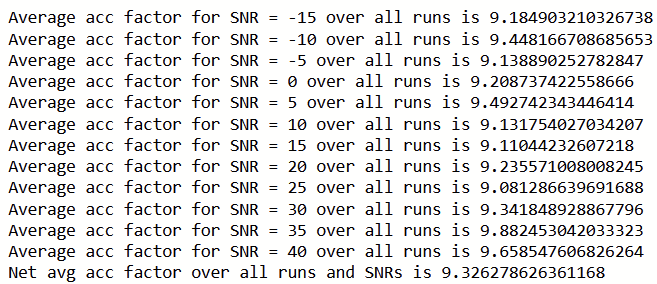 Average acc factor for SNR = -15 over all runs is 9.184903210326738
Average acc factor for SNR = -10 over all runs is 9.448166708685653
Average acc factor for SNR = -5 over all runs is 9.138890252782847
Average acc factor for SNR = 0 over all runs is 9.208737422558666
Average acc factor for SNR = 5 over all runs is 9.492742343446414
Average acc factor for SNR = 10 over all runs is 9.131754027034207
Average acc factor for SNR = 15 over all runs is 9.11044232607218
Average acc factor for SNR = 20 over all runs is 9.235571008008245
Average acc factor for SNR = 25 over all runs is 9.081286639691688
Average acc factor for SNR = 30 over all runs is 9.341848928867796
Average acc factor for SNR = 35 over all runs is 9.882453042033323
Average acc factor for SNR = 40 over all runs is 9.658547606826264
Net avg acc factor over all runs and SNRs is 9.326278626361168